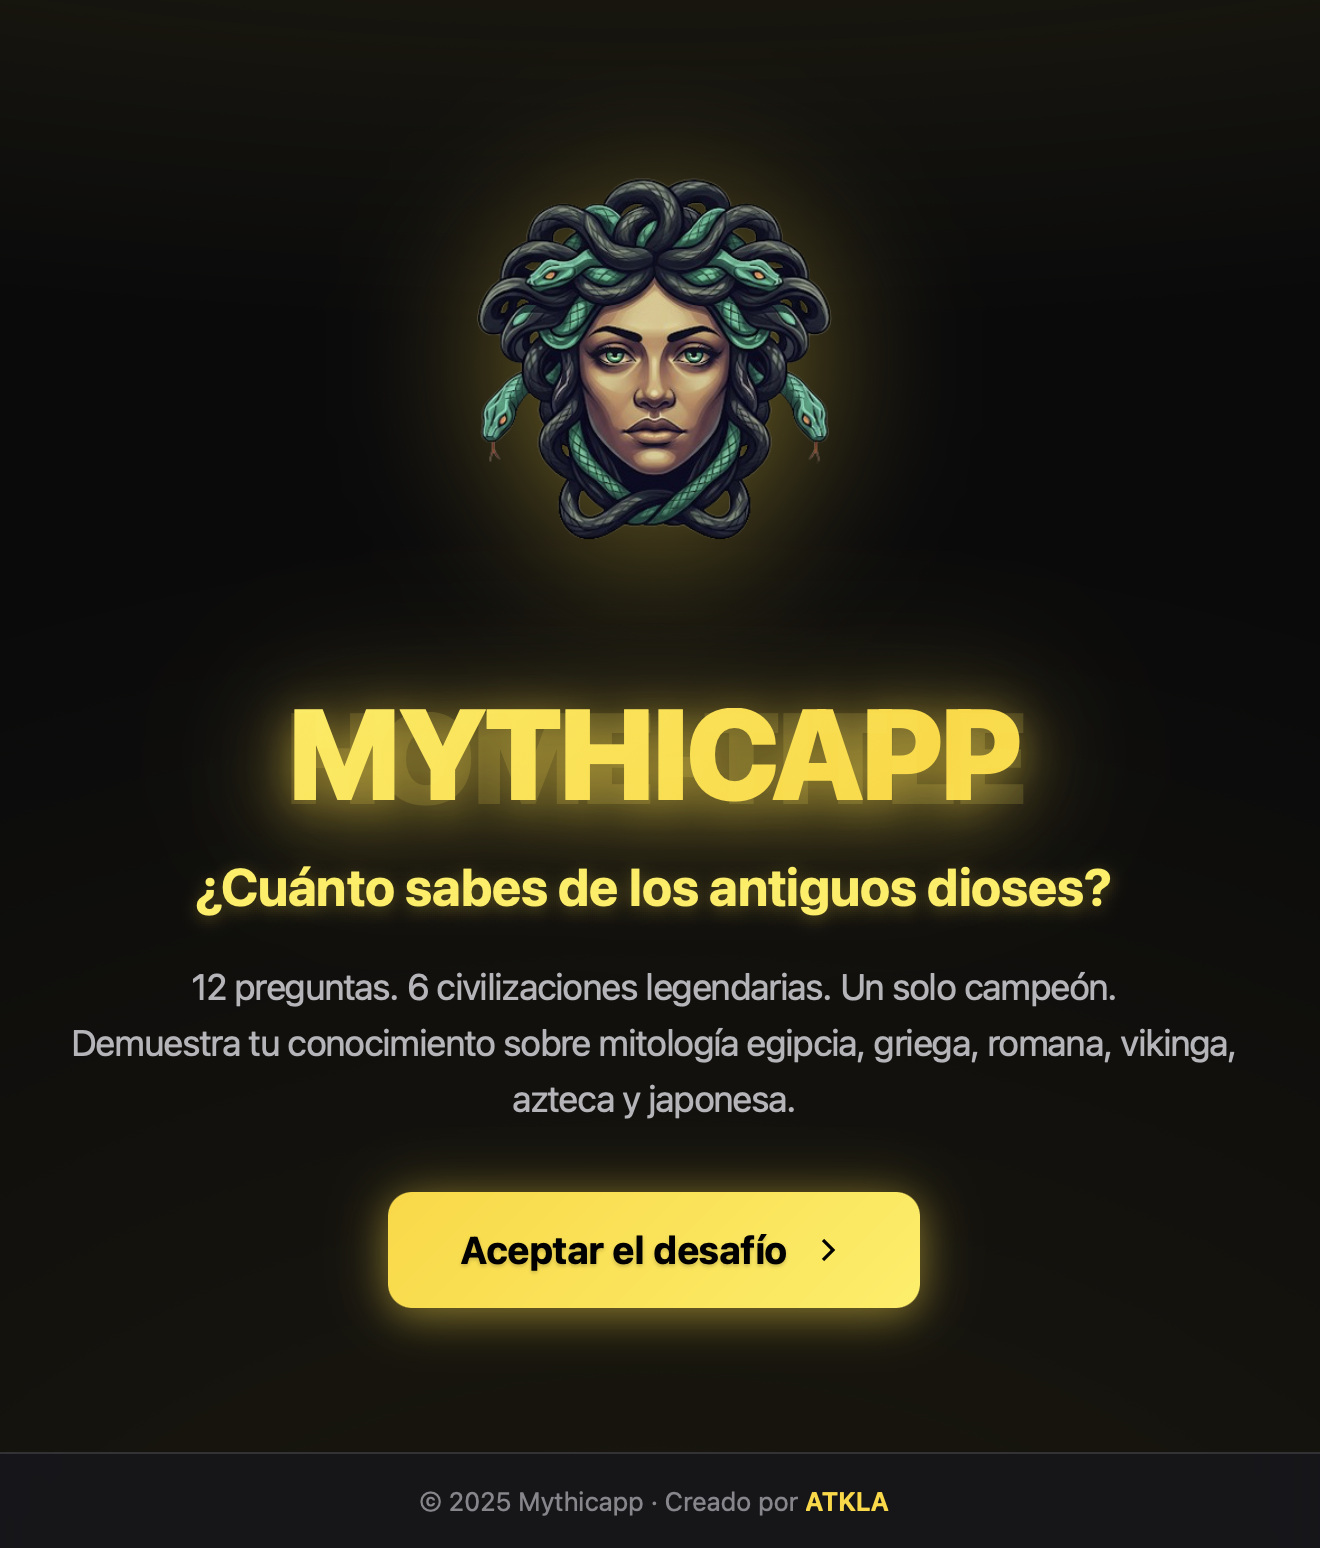 MYTHICAPP
¿Cuánto sabes de los antiguos dioses?
12 preguntas. 6 civilizaciones legendarias. Un solo campeón.
Demuestra tu conocimiento sobre mitología egipcia, griega, romana, vikinga,
azteca y japonesa.
Aceptar el desafío
© 2025 Mythicapp · Creado por ATKLA